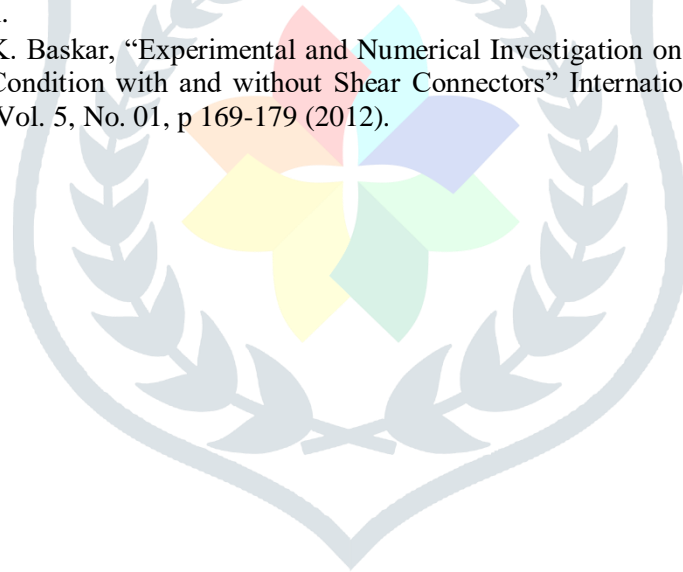 K. Baskar, “Experimental and Numerical Investigation on
Condition with and without Shear Connectors” Internatio
Vol. 5, No. 01, p 169-179 (2012).